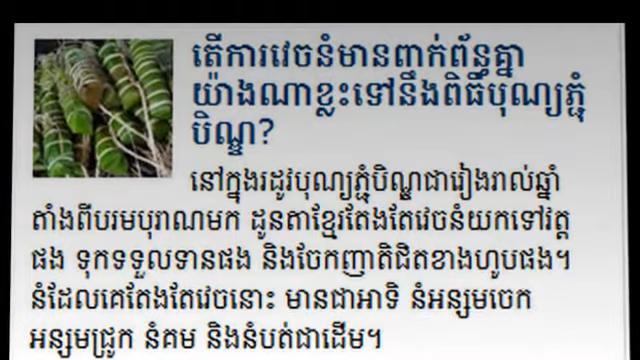 តើការវេចនំមានពាក់ព័ន្ធគ្នា
យ៉ាងណាខ្លះទៅនឹងពិធីបុណ្យភ្ជុំ
បិណ្ឌ?
នៅក្នុងរដូវបុណ្យភ្ជុំបិណ្ឌជារៀងរាល់ឆ្នាំ
តាំងពីបរមបុរាណមក ដូនតាខ្មែរតែងតែវេចនំយកទៅវត្ត
ផង ទុកទទួលទានផង និងចែកញាតិជិតខាងហូបផង។
នំដែលគេតែងតែវេចនោះ មានជាអាទិ នំអន្សមចេក
អន្សមជ្រូក នំគម និងនំបត់ជាដើម។